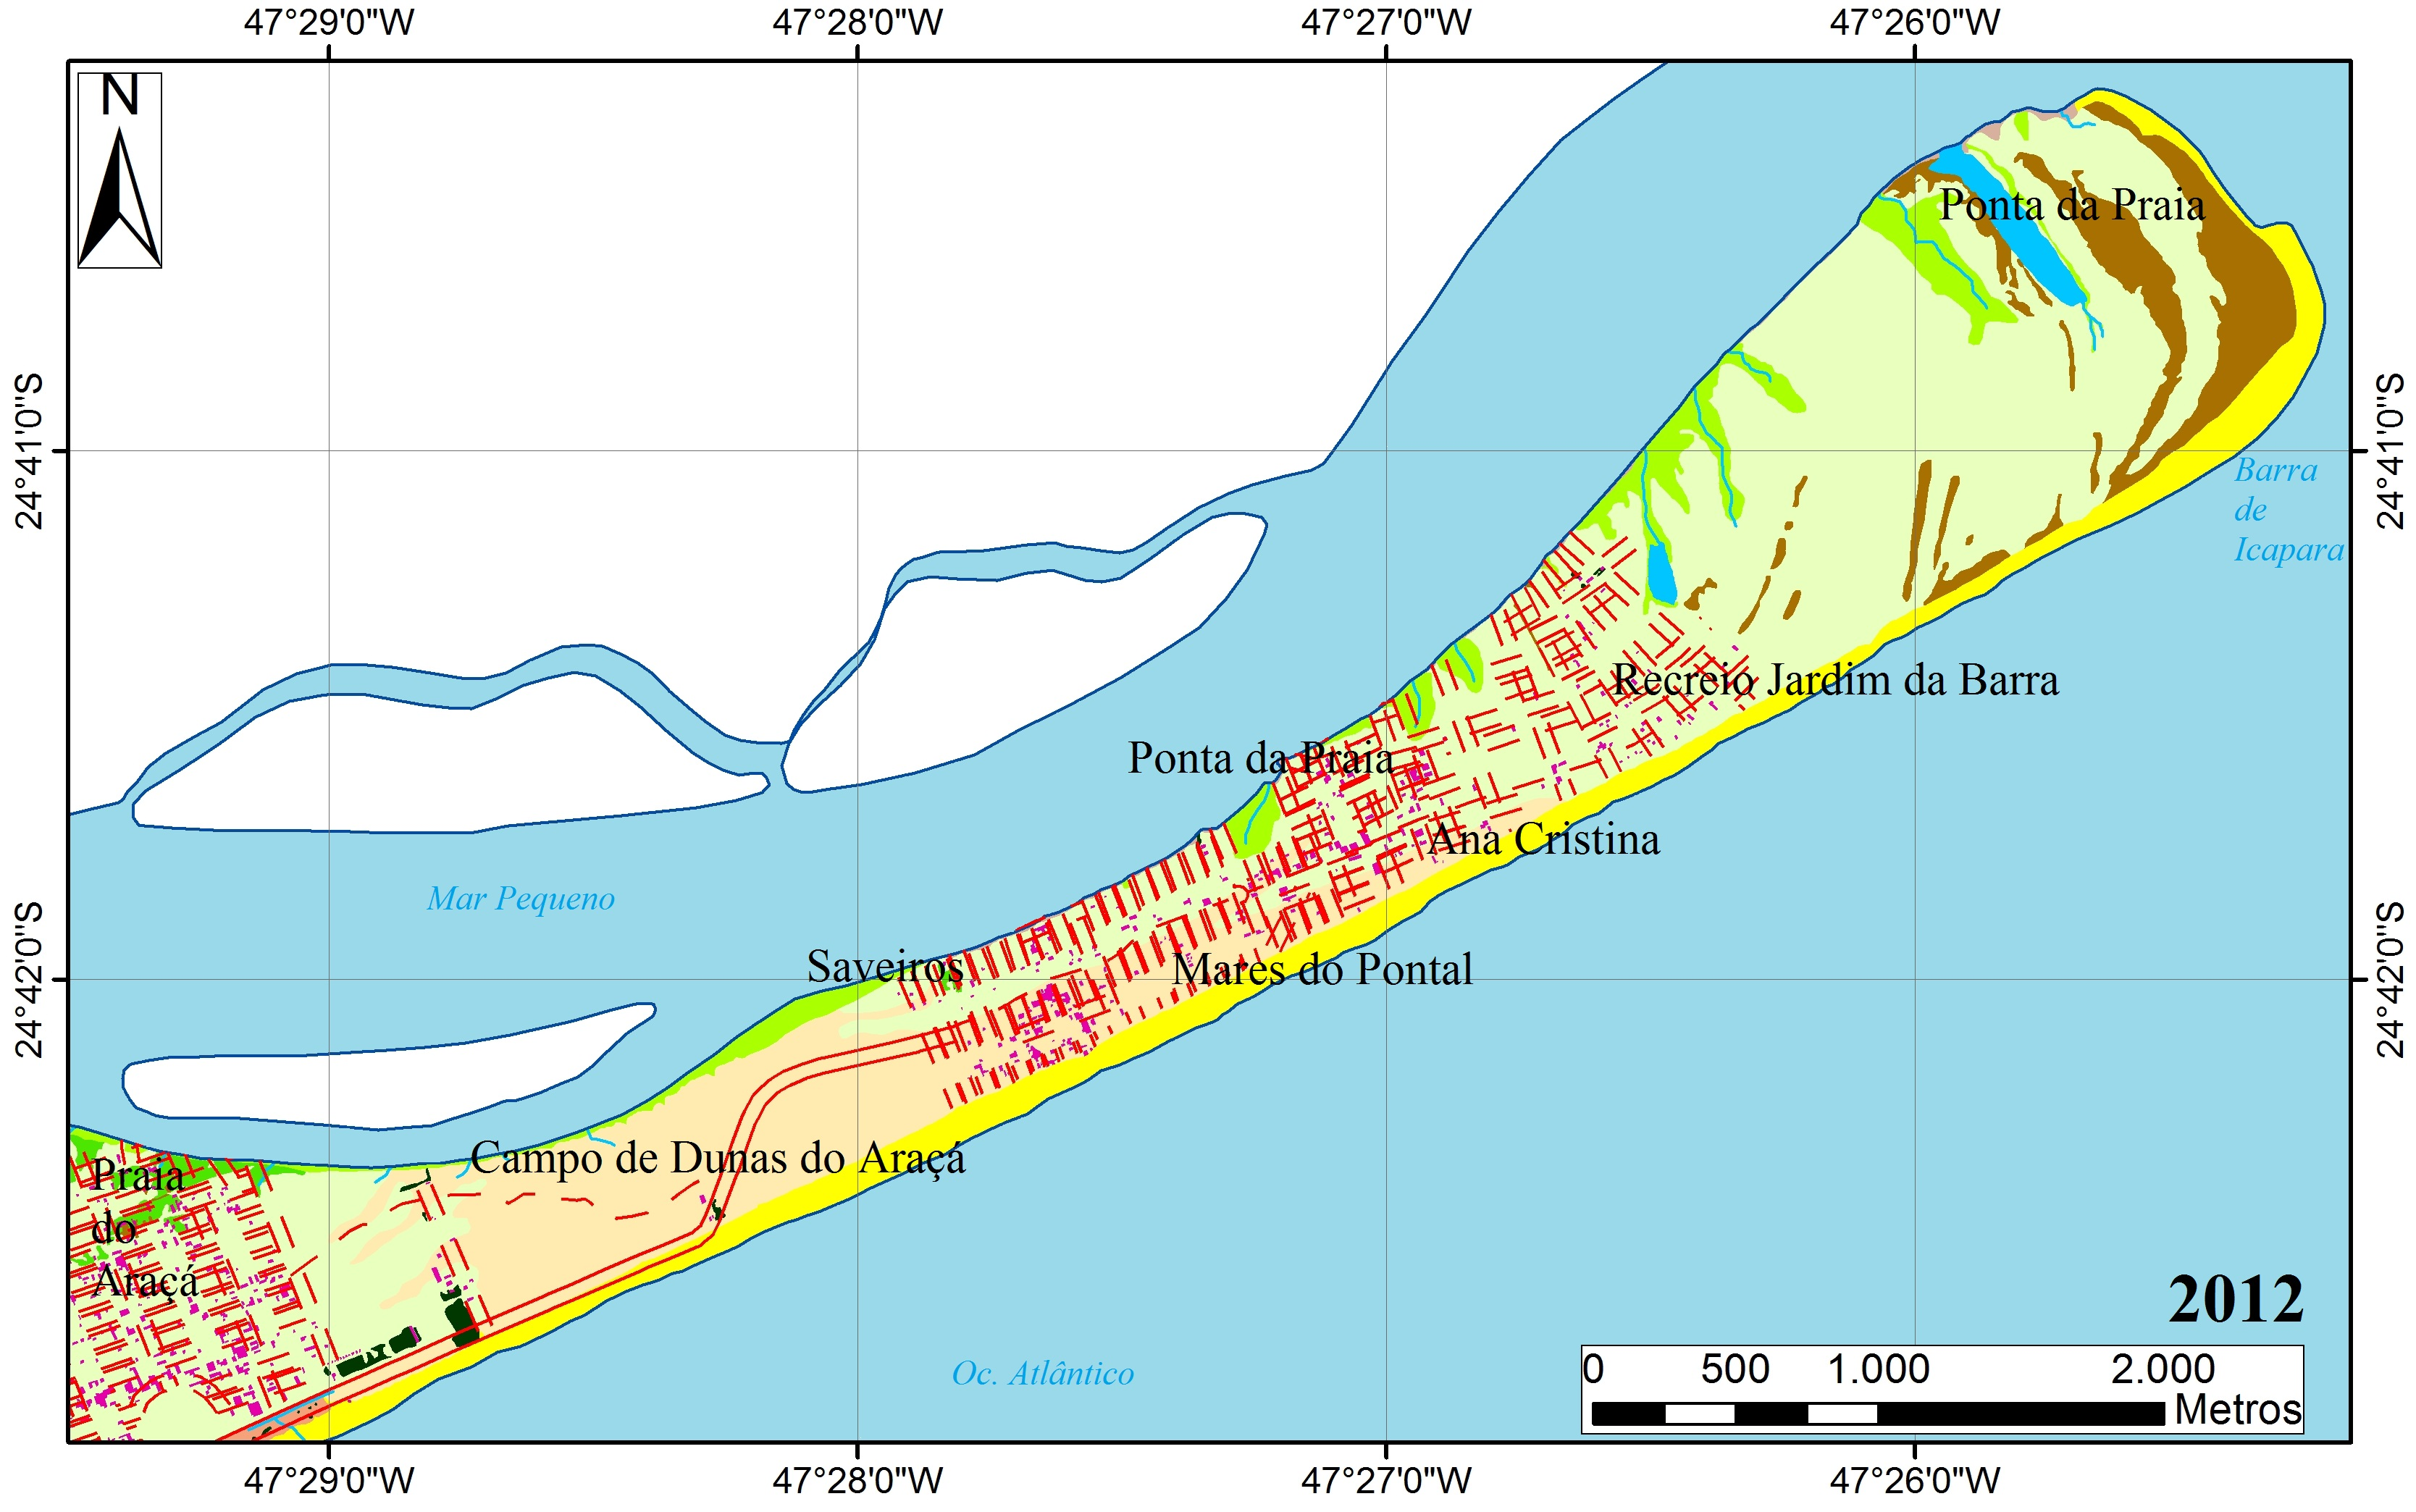 47°29'0"W 47°28'0"W 47°27'0"W 47°26'0"W
N
Ponta da Praia
24°41'0"S 24°41'0"S
Barra
de
Icapara
Recreio Jardim da Barra
Ponta da Praia
Ana Cristina
Mar Pequeno
Saveiros
Mares do Pontal
24°42'0"S 24°42'0"S
Campo de Dunas do Araçá
Praia
do
Araçá
2012
Oc. Atlântico
0 500 1.000 2.000
Metros
47°29'0"W 47°28'0"W 47°27'0"W 47°26'0"W